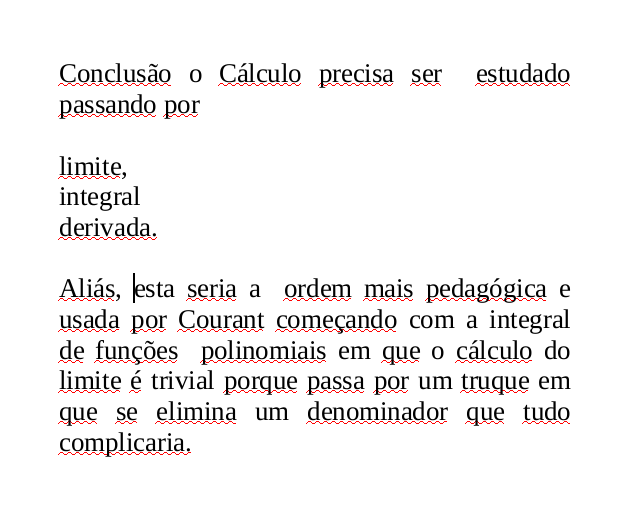 Conclusão o Cálculo precisa ser estudado
passando por
limite,
integral
derivada.
Aliás, esta seria a ordem mais pedagógica e
usada por Courant começando com a integral
de funções polinomiais em que o cálculo do
limite é trivial porque passa por um truque em
que se elimina um denominador que tudo
complicaria.